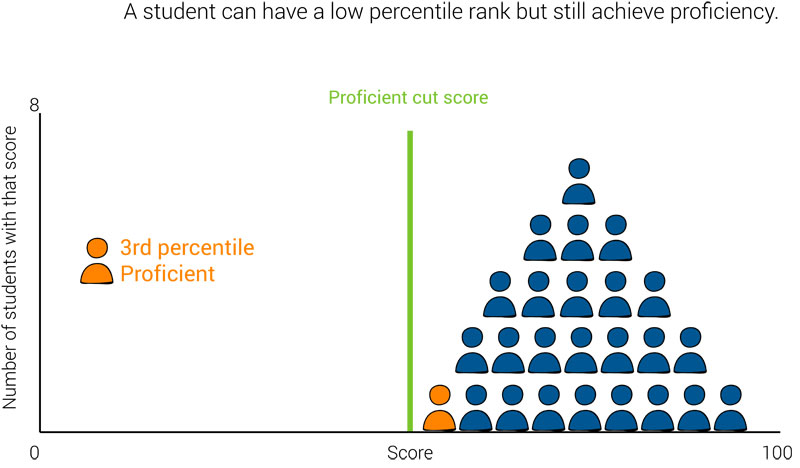 A student can have a low percentile rank but still achieve proficiency.
Proficient cut score
8
Number of students with that score
3rd percentile
Proficient
0
Score
100